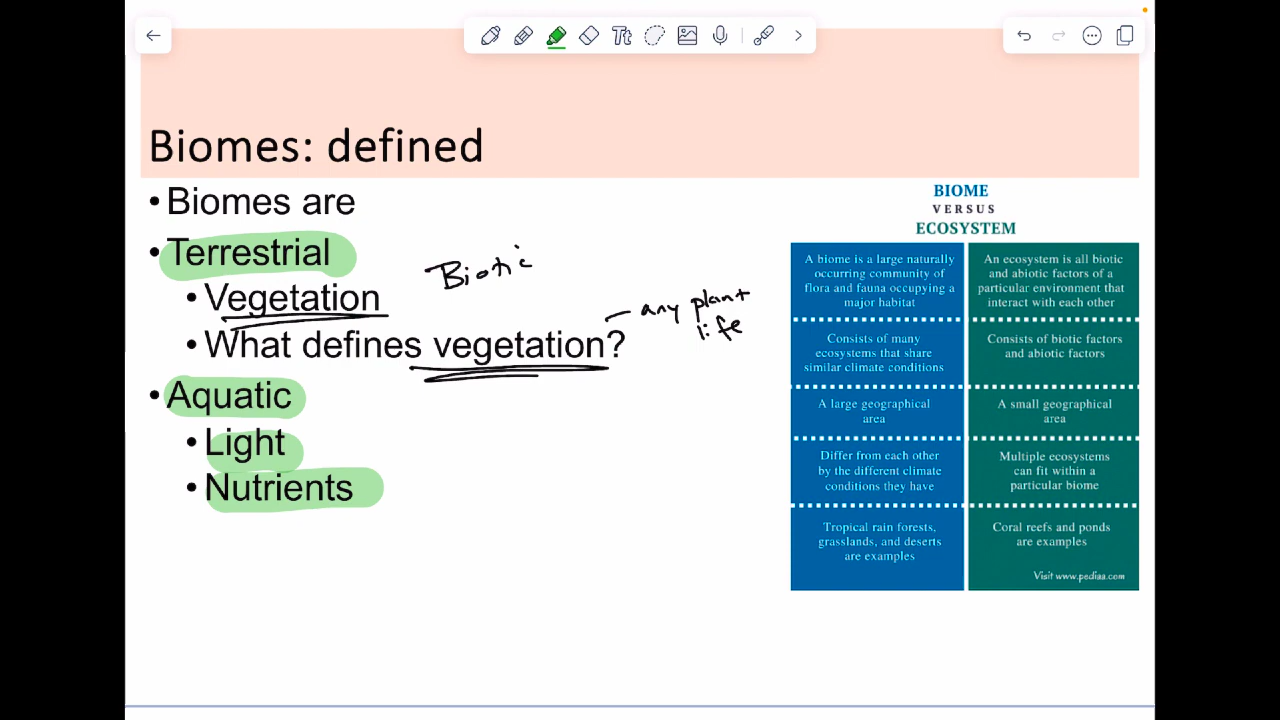 Tt
Biomes: defined
• Biomes are
• Terrestrial
• Vegetation
Biotic
• What defines vegetation?
any plant
life
• Aquatic
• Light
• Nutrients
BIOME
VERSUS
ECOSYSTEM
A biome is a large naturally
occurring community of
flora and fauna occupying a
major habitat
An ecosystem is all biotic
and abiotic factors of a
particular environment that
interact with each other
Consists of many
ecosystems that share
similar climate conditions
Consists of biotic factors
and abiotic factors
A large geographical
area
A small geographical
area
Differ from each other
by the different climate
conditions they have
Multiple ecosystems
can fit within a
particular biome
Tropical rain forests,
grasslands, and deserts
are examples
Coral reefs and ponds
are examples
Visit www.pediaa.com